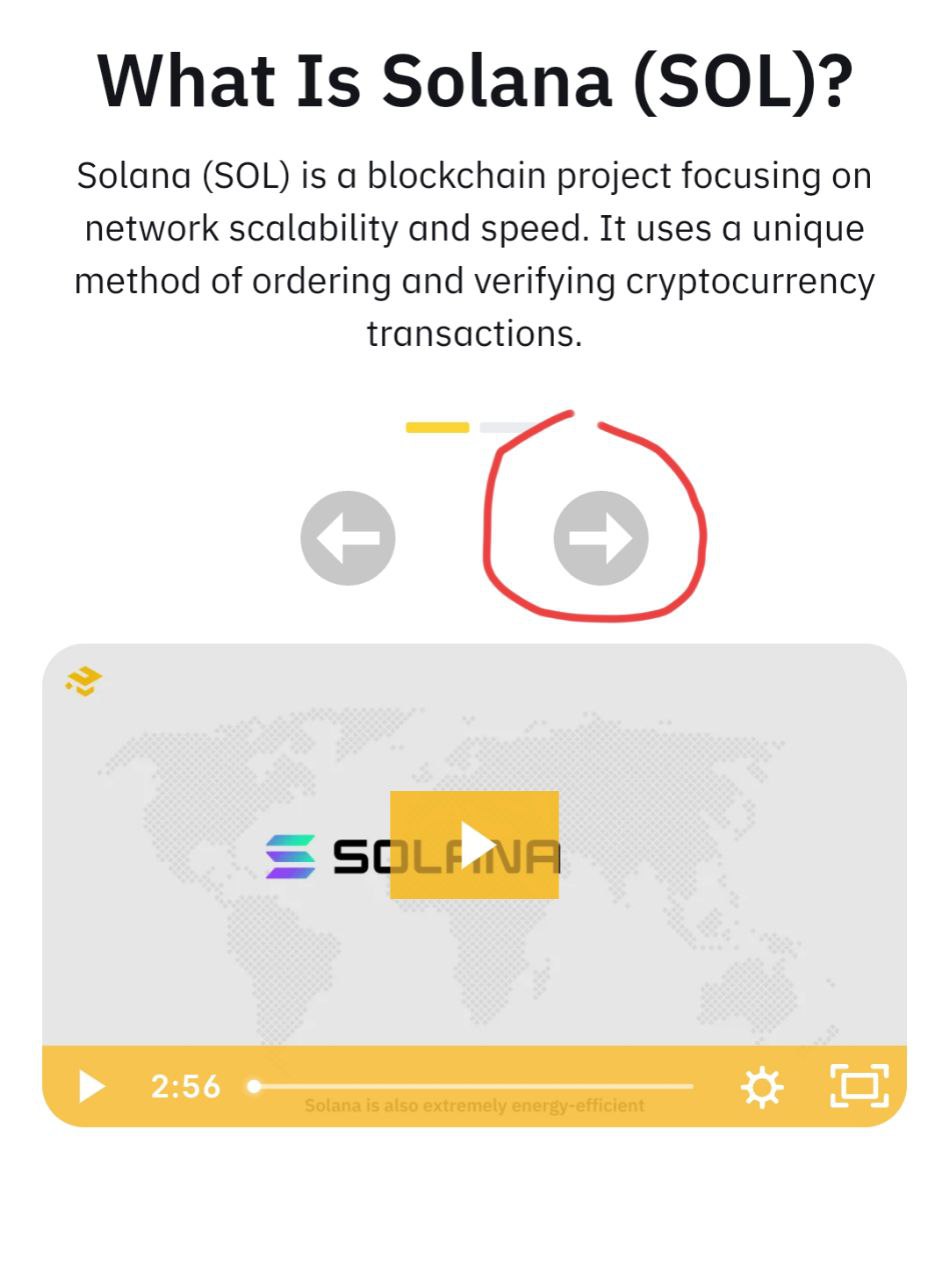 What Is Solana (SOL)?
Solana (SOL) is a blockchain project focusing on
network scalability and speed. It uses a unique
method of ordering and verifying cryptocurrency
transactions.
SOLANA
2:56
Solana is also extremely energy-efficient